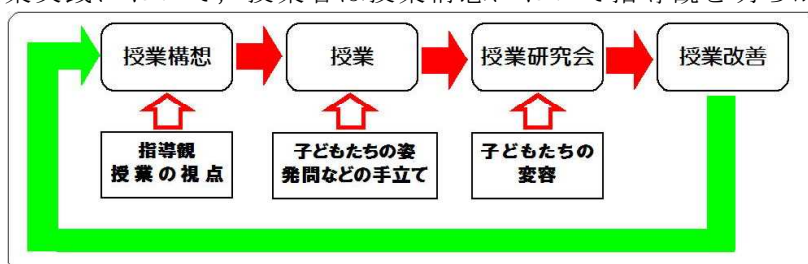 授業構想
授業
授業研究会
授業改善
指導観
授業の視点
子どもたちの姿
発問などの手立て
子どもたちの
変容